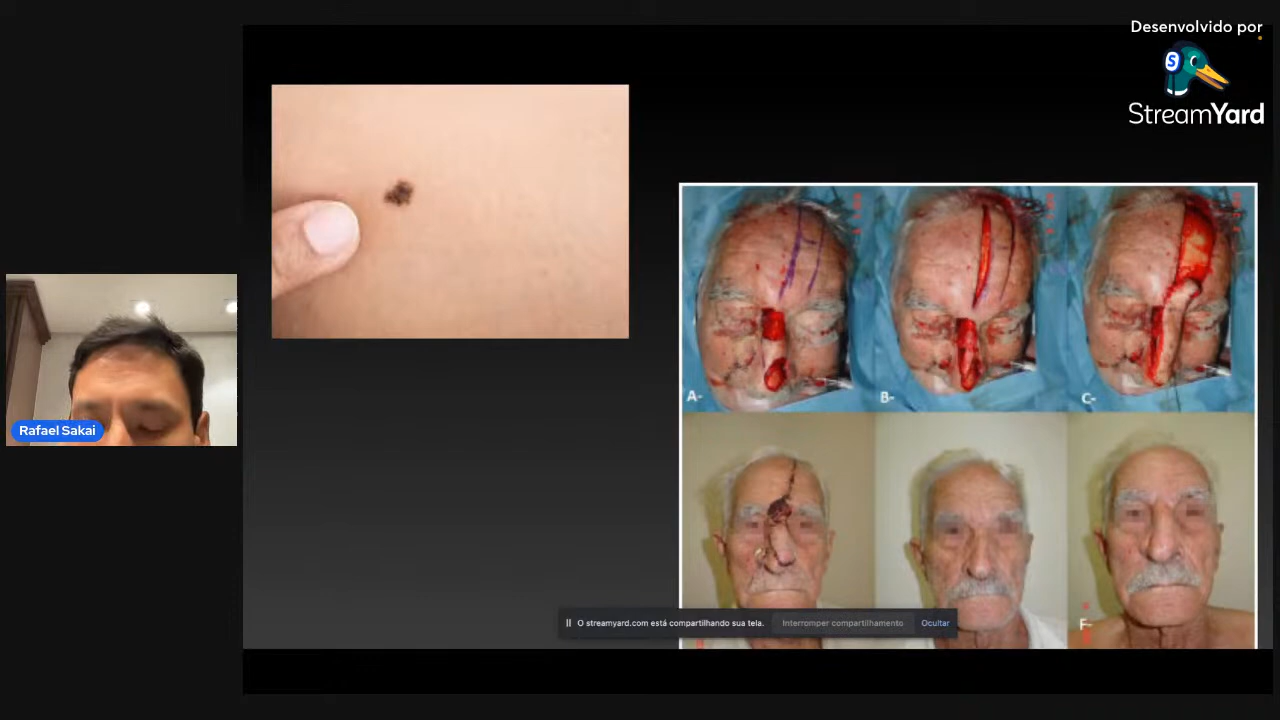 Desenvolvido por
StreamYard
A-
B-
C-
Rafael Sakai
F-
O streamyard.com está compartilhando sua tela.
Interromper compartilhamento
Ocultar